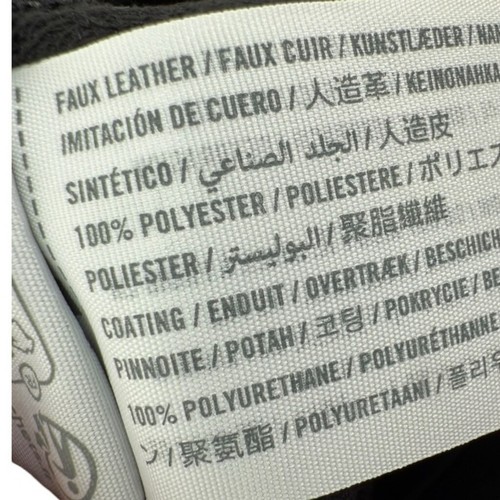 FAUX LEATHER / FAUX CUIR / KUNSTLÆDER /
IMITACIÓN DE CUERO / 人造革 / KEINONAHKA
SINTÉTICO / الجلد الصناعي / 人造皮
100% POLYESTER / POLIESTERE / ポリエス
POLIESTER / البوليستر / 聚脂纖維
COATING / ENDUIT / OVERTRÆK / BESCHICH
PINNOITE / POTAH / 코팅 / POKRYCIE / BE
100% POLYURETHANE / POLYURÉTHANNE
ン / 聚氨酯 / POLYURETAANI / 폴리우